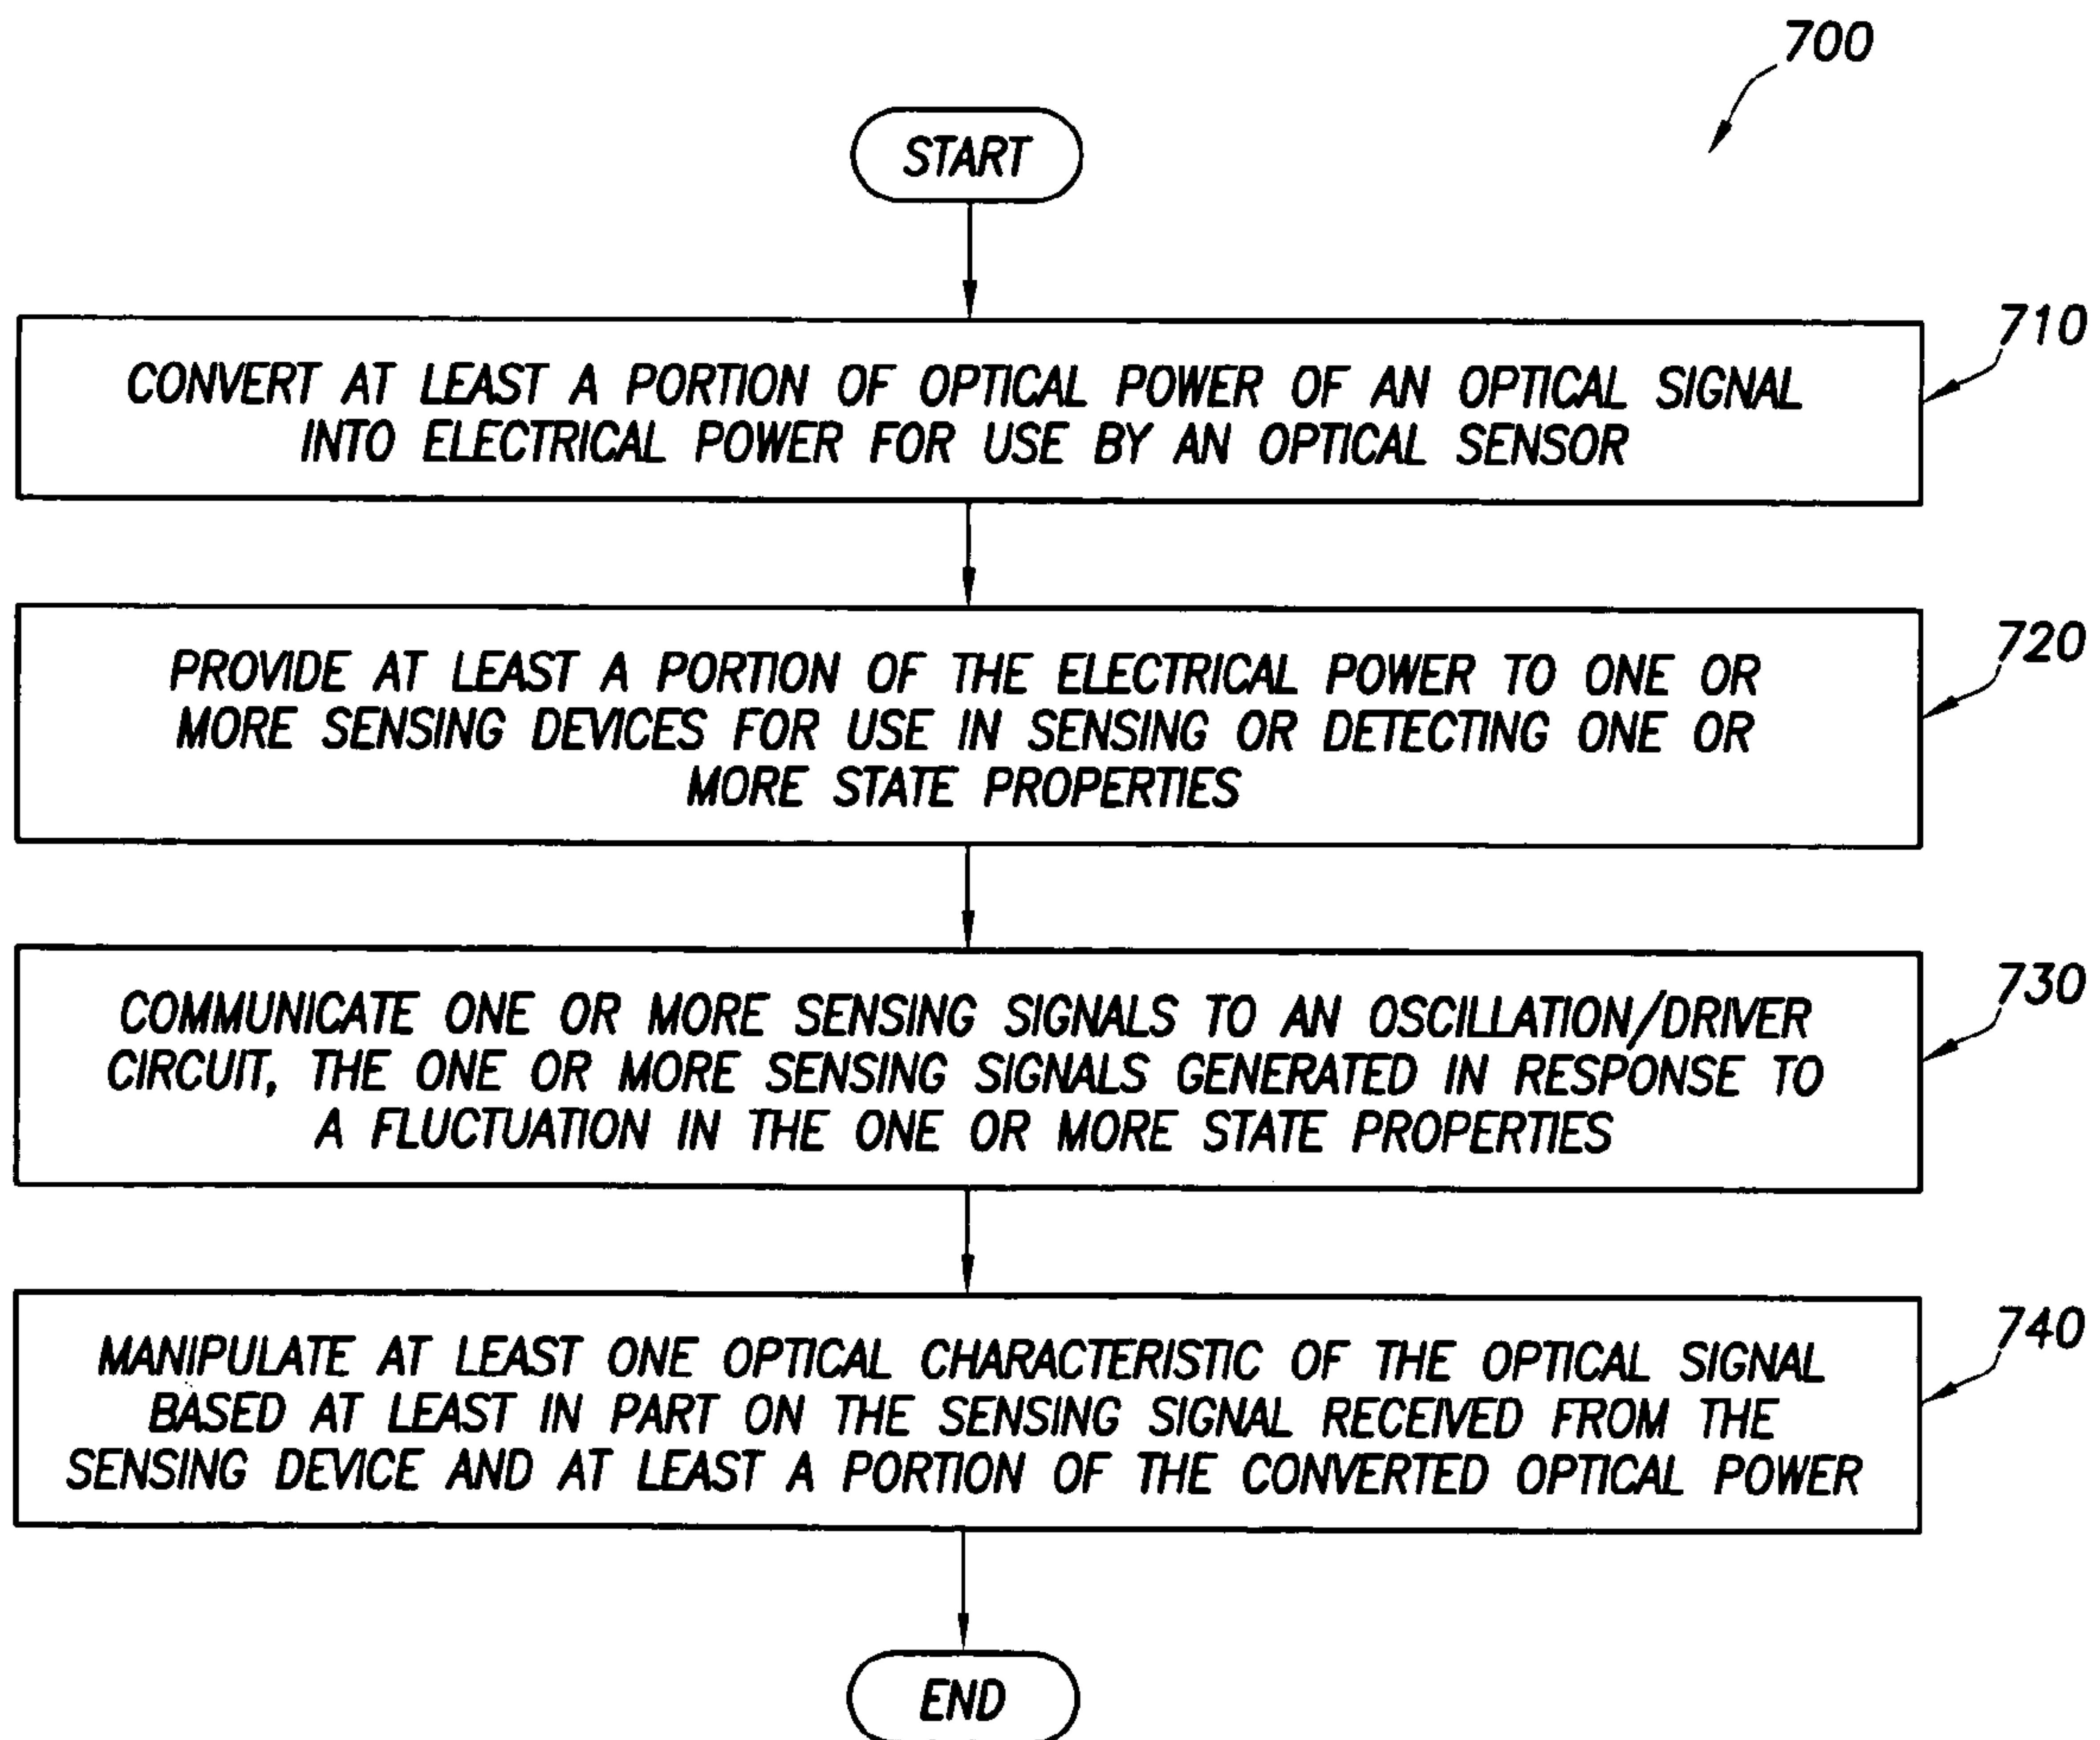 700
START
710
CONVERT AT LEAST A PORTION OF OPTICAL POWER OF AN OPTICAL SIGNAL
INTO ELECTRICAL POWER FOR USE BY AN OPTICAL SENSOR
720
PROVIDE AT LEAST A PORTION OF THE ELECTRICAL POWER TO ONE OR
MORE SENSING DEVICES FOR USE IN SENSING OR DETECTING ONE OR
MORE STATE PROPERTIES
730
COMMUNICATE ONE OR MORE SENSING SIGNALS TO AN OSCILLATION/DRIVER
CIRCUIT, THE ONE OR MORE SENSING SIGNALS GENERATED IN RESPONSE TO
A FLUCTUATION IN THE ONE OR MORE STATE PROPERTIES
740
MANIPULATE AT LEAST ONE OPTICAL CHARACTERISTIC OF THE OPTICAL SIGNAL
BASED AT LEAST IN PART ON THE SENSING SIGNAL RECEIVED FROM THE
SENSING DEVICE AND AT LEAST A PORTION OF THE CONVERTED OPTICAL POWER
END